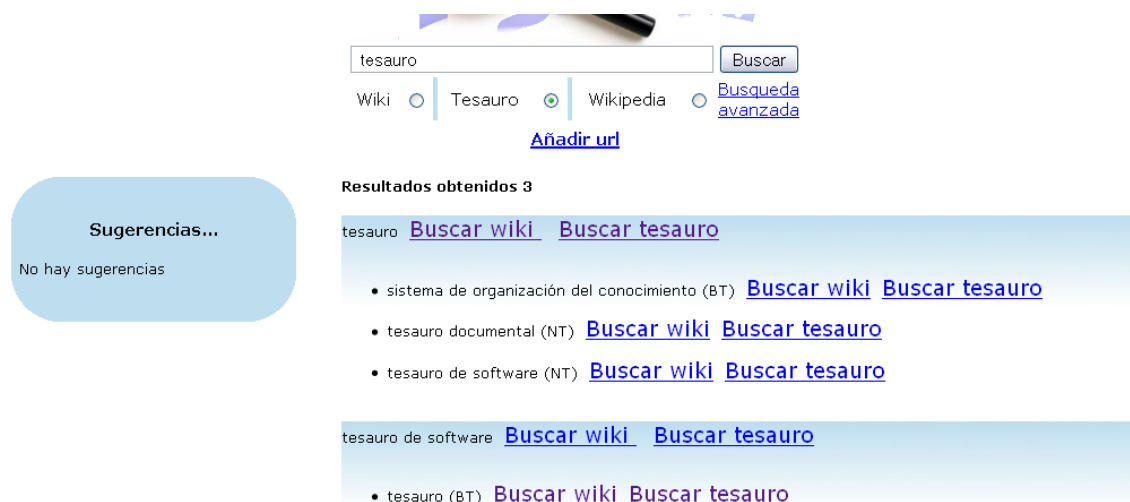 tesauro Buscar
Wiki Tesauro Wikipedia Busqueda avanzada
Añadir url
Resultados obtenidos 3
Sugerencias...
No hay sugerencias
tesauro Buscar wiki Buscar tesauro
• sistema de organización del conocimiento (BT) Buscar wiki Buscar tesauro
• tesauro documental (NT) Buscar wiki Buscar tesauro
• tesauro de software (NT) Buscar wiki Buscar tesauro
tesauro de software Buscar wiki Buscar tesauro
• tesauro (BT) Buscar wiki Buscar tesauro